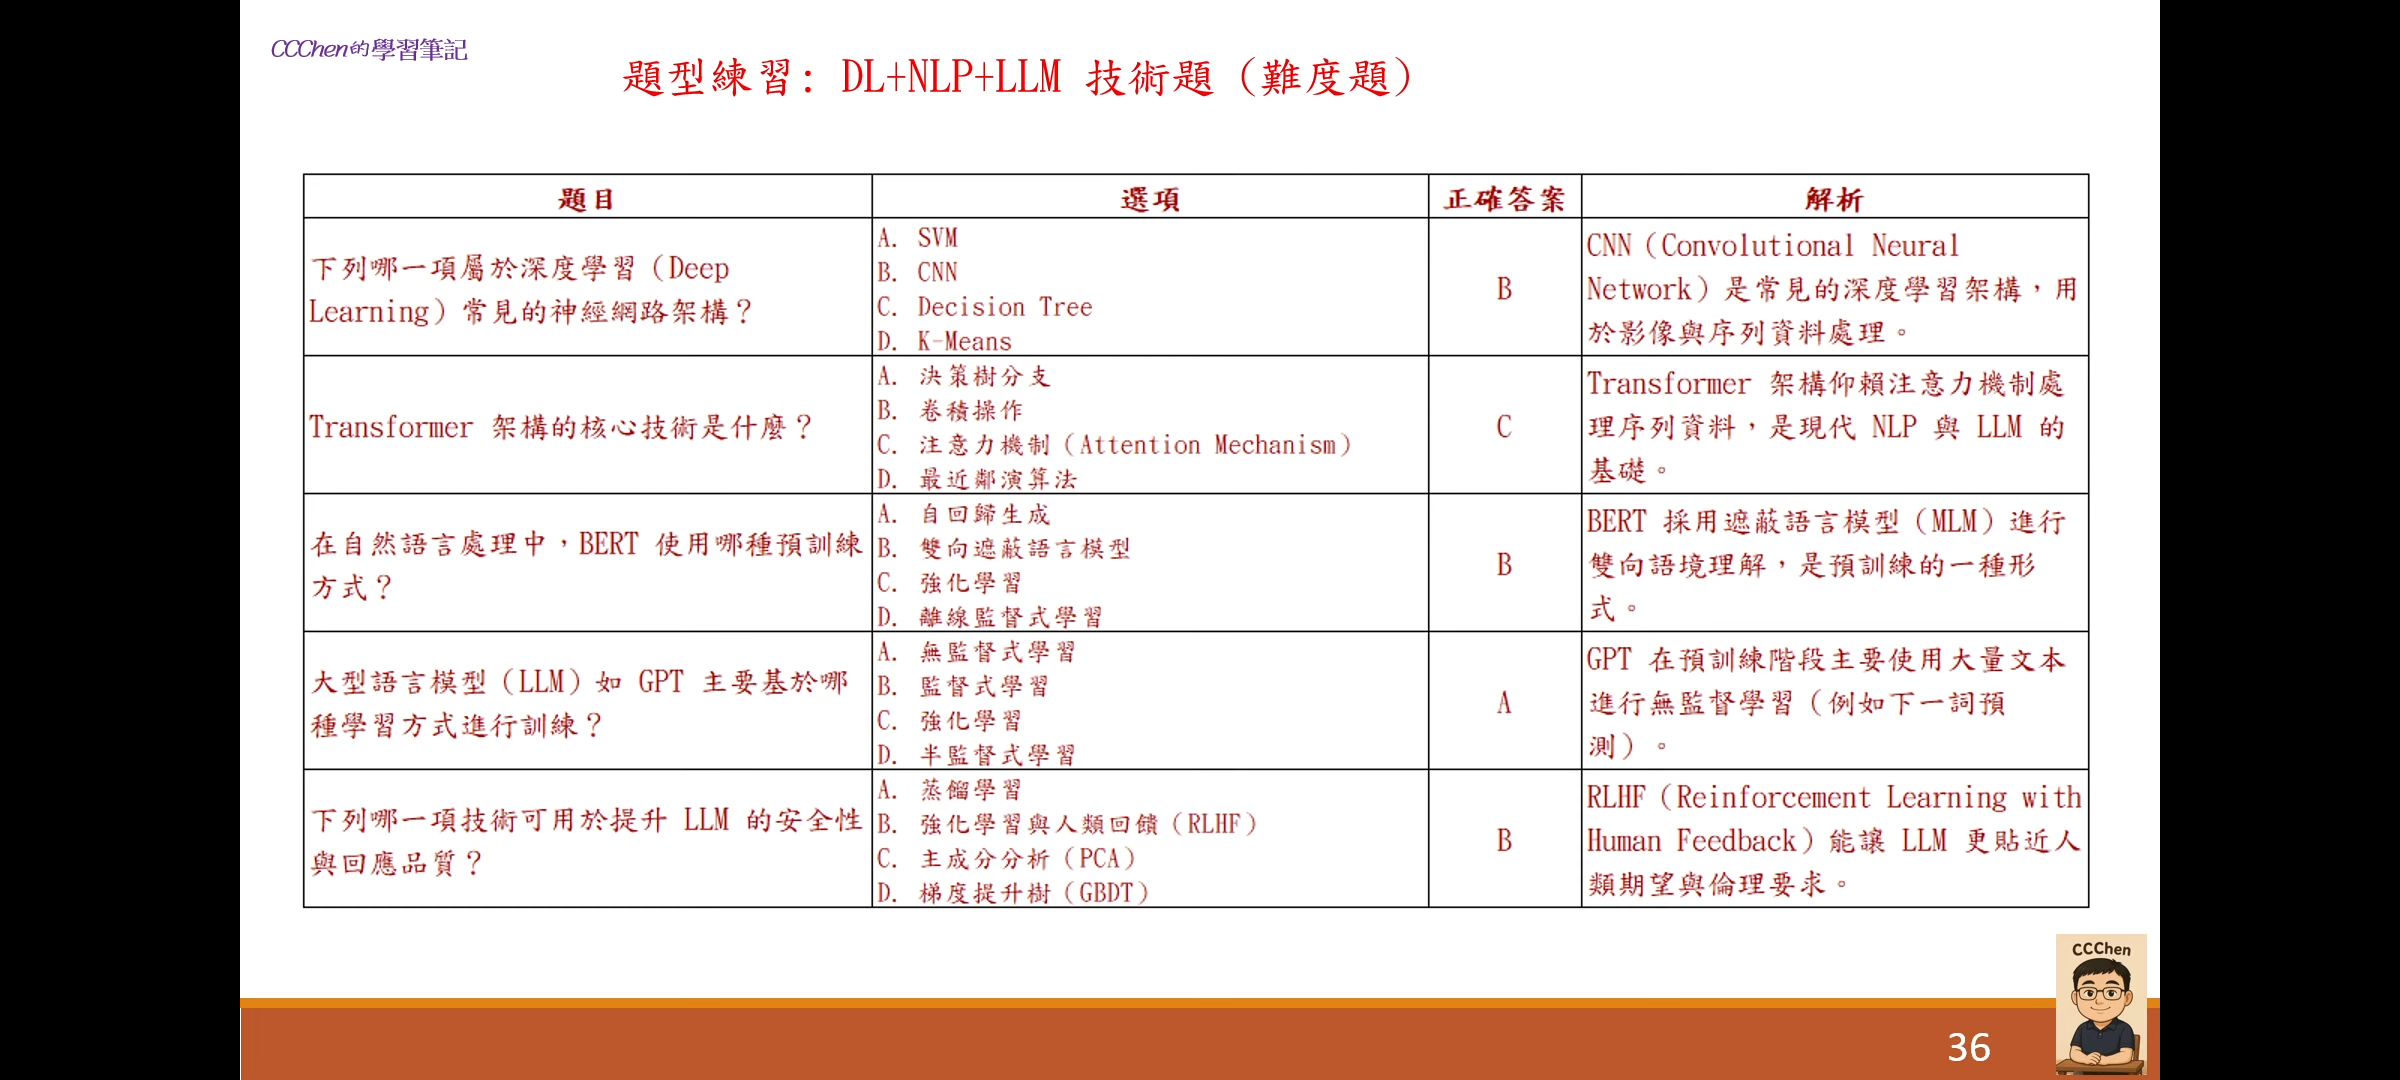 CCChen的學習筆記
題型練習: DL+NLP+LLM 技術題 (難度題)
題目
選項
正確答案
解析
下列哪一項屬於深度學習（Deep
Learning）常見的神經網路架構？
A. SVM
B. CNN
C. Decision Tree
D. K-Means
B
CNN（Convolutional Neural
Network）是常見的深度學習架構，用
於影像與序列資料處理。
Transformer 架構的核心技術是什麼？
A. 決策樹分支
B. 卷積操作
C. 注意力機制（Attention Mechanism）
D. 最近鄰演算法
C
Transformer 架構仰賴注意力機制處
理序列資料，是現代 NLP 與 LLM 的
基礎。
在自然語言處理中，BERT 使用哪種預訓練
方式？
A. 自回歸生成
B. 雙向遮蔽語言模型
C. 強化學習
D. 離線監督式學習
B
BERT 採用遮蔽語言模型（MLM）進行
雙向語境理解，是預訓練的一種形
式。
大型語言模型（LLM）如 GPT 主要基於哪
種學習方式進行訓練？
A. 無監督式學習
B. 監督式學習
C. 強化學習
D. 半監督式學習
A
GPT 在預訓練階段主要使用大量文本
進行無監督學習（例如下一詞預
測）。
下列哪一項技術可用於提升 LLM 的安全性
與回應品質？
A. 蒸餾學習
B. 強化學習與人類回饋（RLHF）
C. 主成分分析（PCA）
D. 梯度提升樹（GBDT）
B
RLHF（Reinforcement Learning with
Human Feedback）能讓 LLM 更貼近人
類期望與倫理要求。
CCChen
36